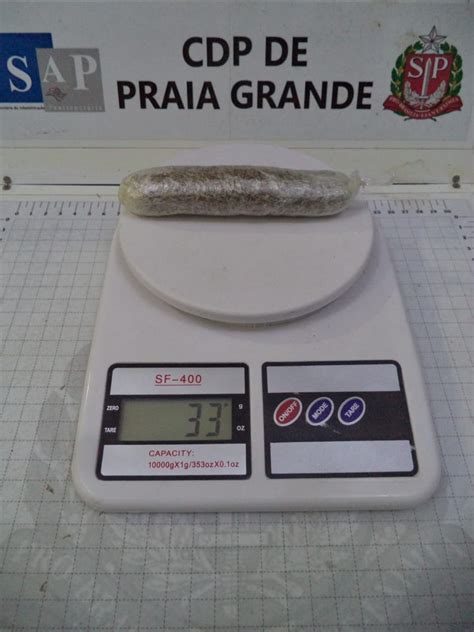 CDP DE
PRAIA GRANDE
SAP
SP
SF-400
ZERO
TARE
33
g
oz
CAPACITY:
10000gX1g/353ozX0.1oz
ON/OFF
MODE
TARE